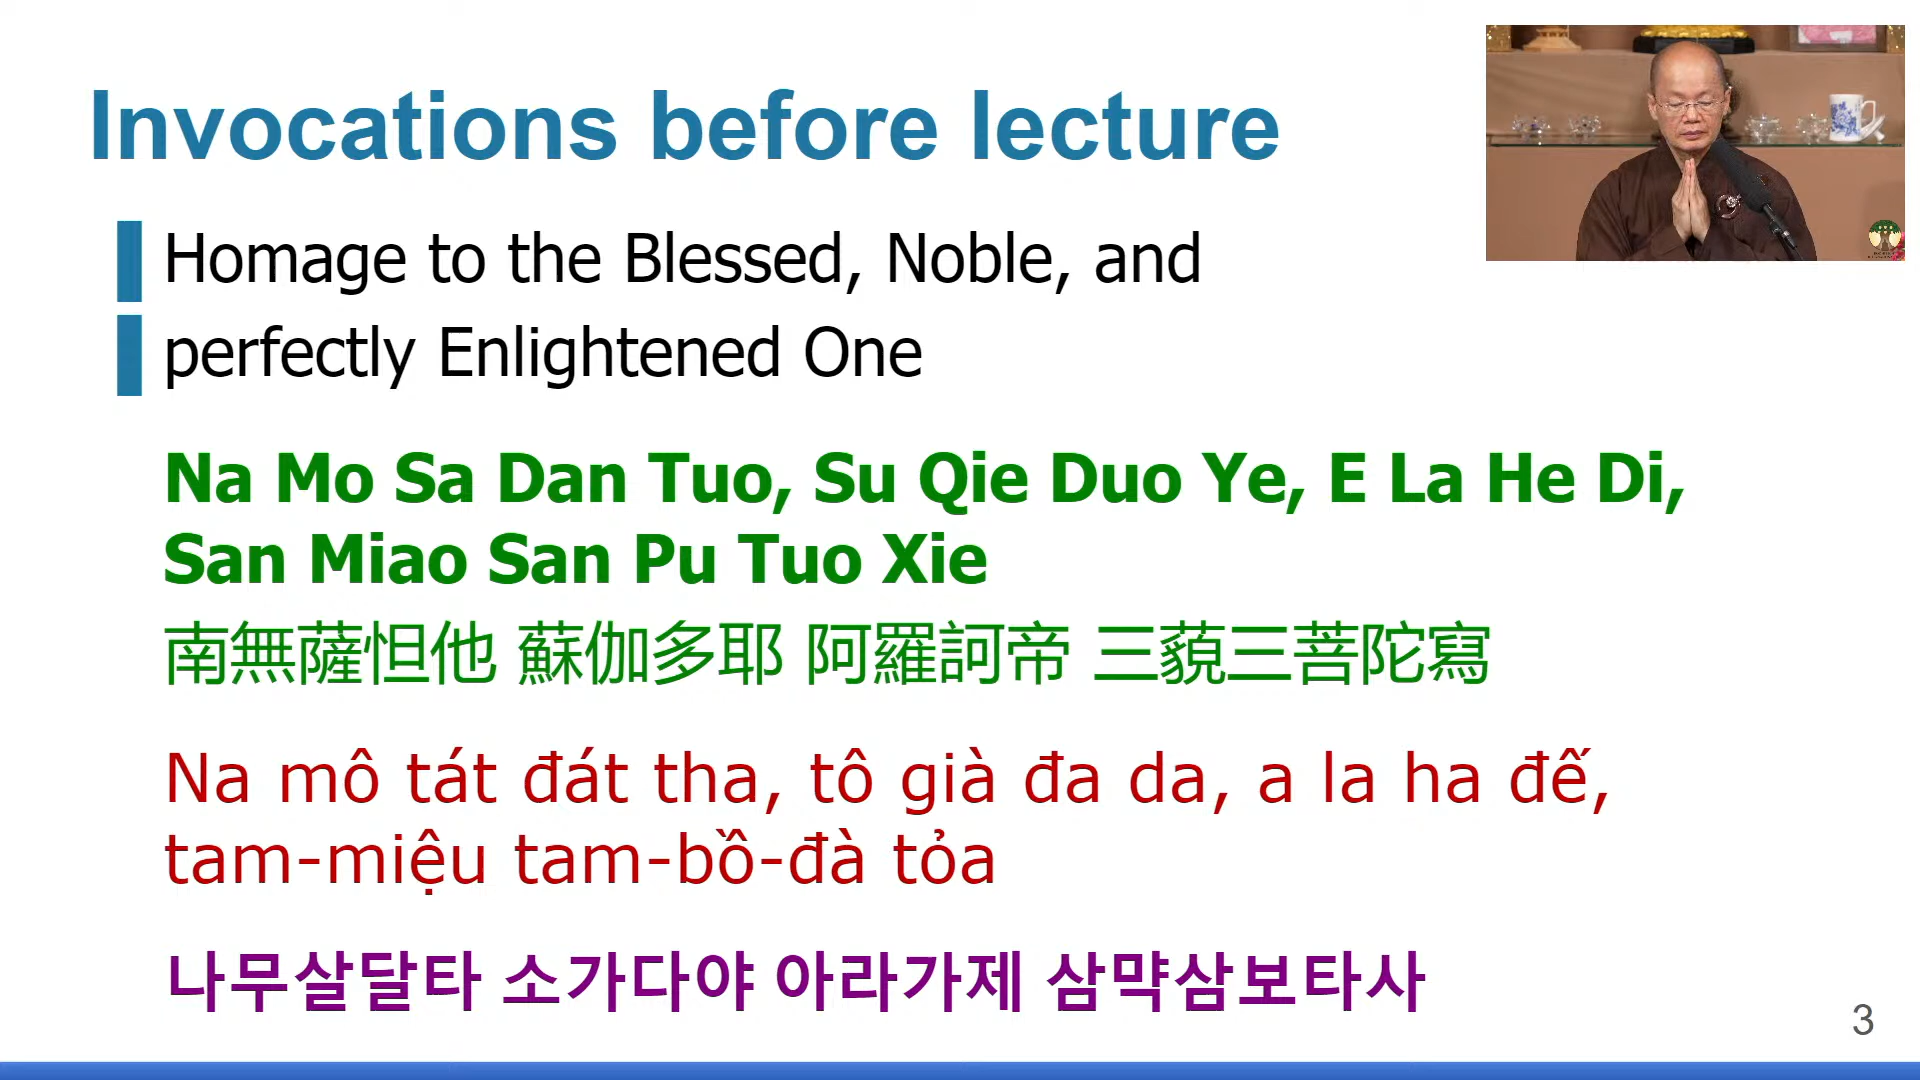 Invocations before lecture
Homage to the Blessed, Noble, and
perfectly Enlightened One
Na Mo Sa Dan Tuo, Su Qie Duo Ye, E La He Di,
San Miao San Pu Tuo Xie
南無薩怛他 蘇伽多耶 阿羅訶帝 三藐三菩陀寫
Na mô tát đát tha, tô già đa da, a la ha đế,
tam-miệu tam-bồ-đà tỏa
나무살달타 소가다야 아라가제 삼먁삼보타사
3